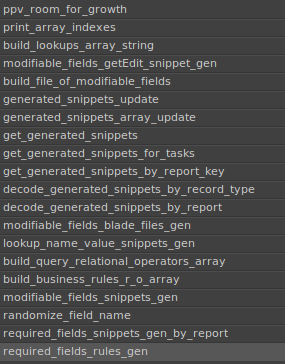 ppv_room_for_growth
print_array_indexes
build_lookups_array_string
modifiable_fields_getEdit_snippet_gen
build_file_of_modifiable_fields
generated_snippets_update
generated_snippets_array_update
get_generated_snippets
get_generated_snippets_for_tasks
get_generated_snippets_by_report_key
decode_generated_snippets_by_record_type
decode_generated_snippets_by_report
modifiable_fields_blade_files_gen
lookup_name_value_snippets_gen
build_query_relational_operators_array
build_business_rules_r_o_array
modifiable_fields_snippets_gen
randomize_field_name
required_fields_snippets_gen_by_report
required_fields_rules_gen